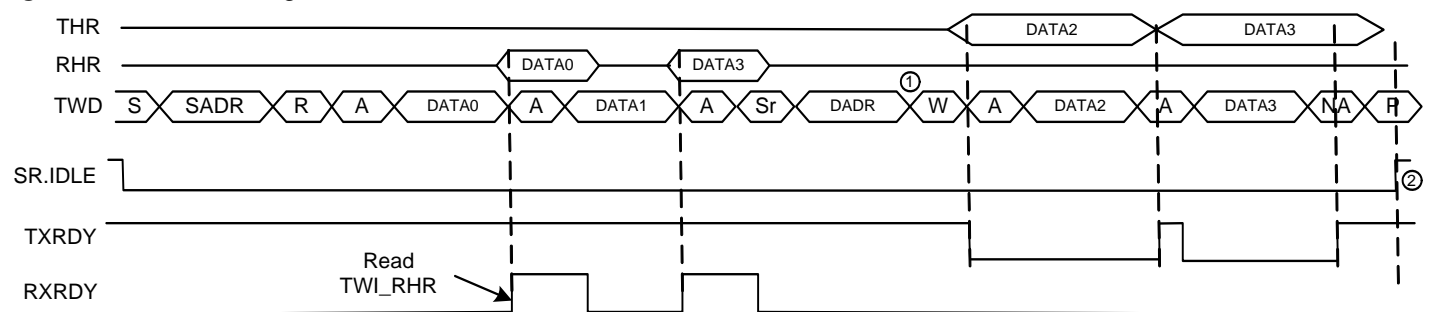 THR DATA2 DATA3
RHR DATA0 DATA3
TWD S SADR R A DATA0 A DATA1 A Sr DADR ① W A DATA2 A DATA3 NA P
SR.IDLE ②
TXRDY
Read
TWI_RHR
RXRDY